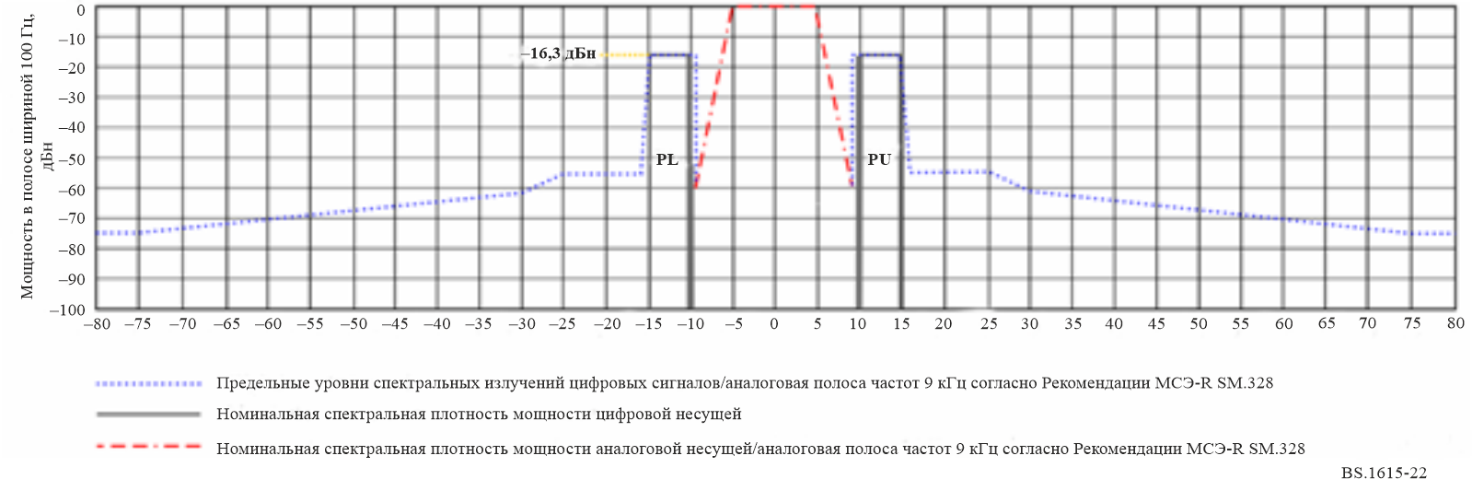 Мощность в полосе шириной 100 Гц,
дБн
0
–10
–20
–30
–40
–50
–60
–70
–80
–90
–100
–16,3 дБн
PL
PU
–80 –75 –70 –65 –60 –55 –50 –45 –40 –35 –30 –25 –20 –15 –10 –5 0 5 10 15 20 25 30 35 40 45 50 55 60 65 70 75 80
Предельные уровни спектральных излучений цифровых сигналов/аналоговая полоса частот 9 кГц согласно Рекомендации МСЭ-R SM.328
Номинальная спектральная плотность мощности цифровой несущей
Номинальная спектральная плотность мощности аналоговой несущей/аналоговая полоса частот 9 кГц согласно Рекомендации МСЭ-R SM.328
BS.1615-22